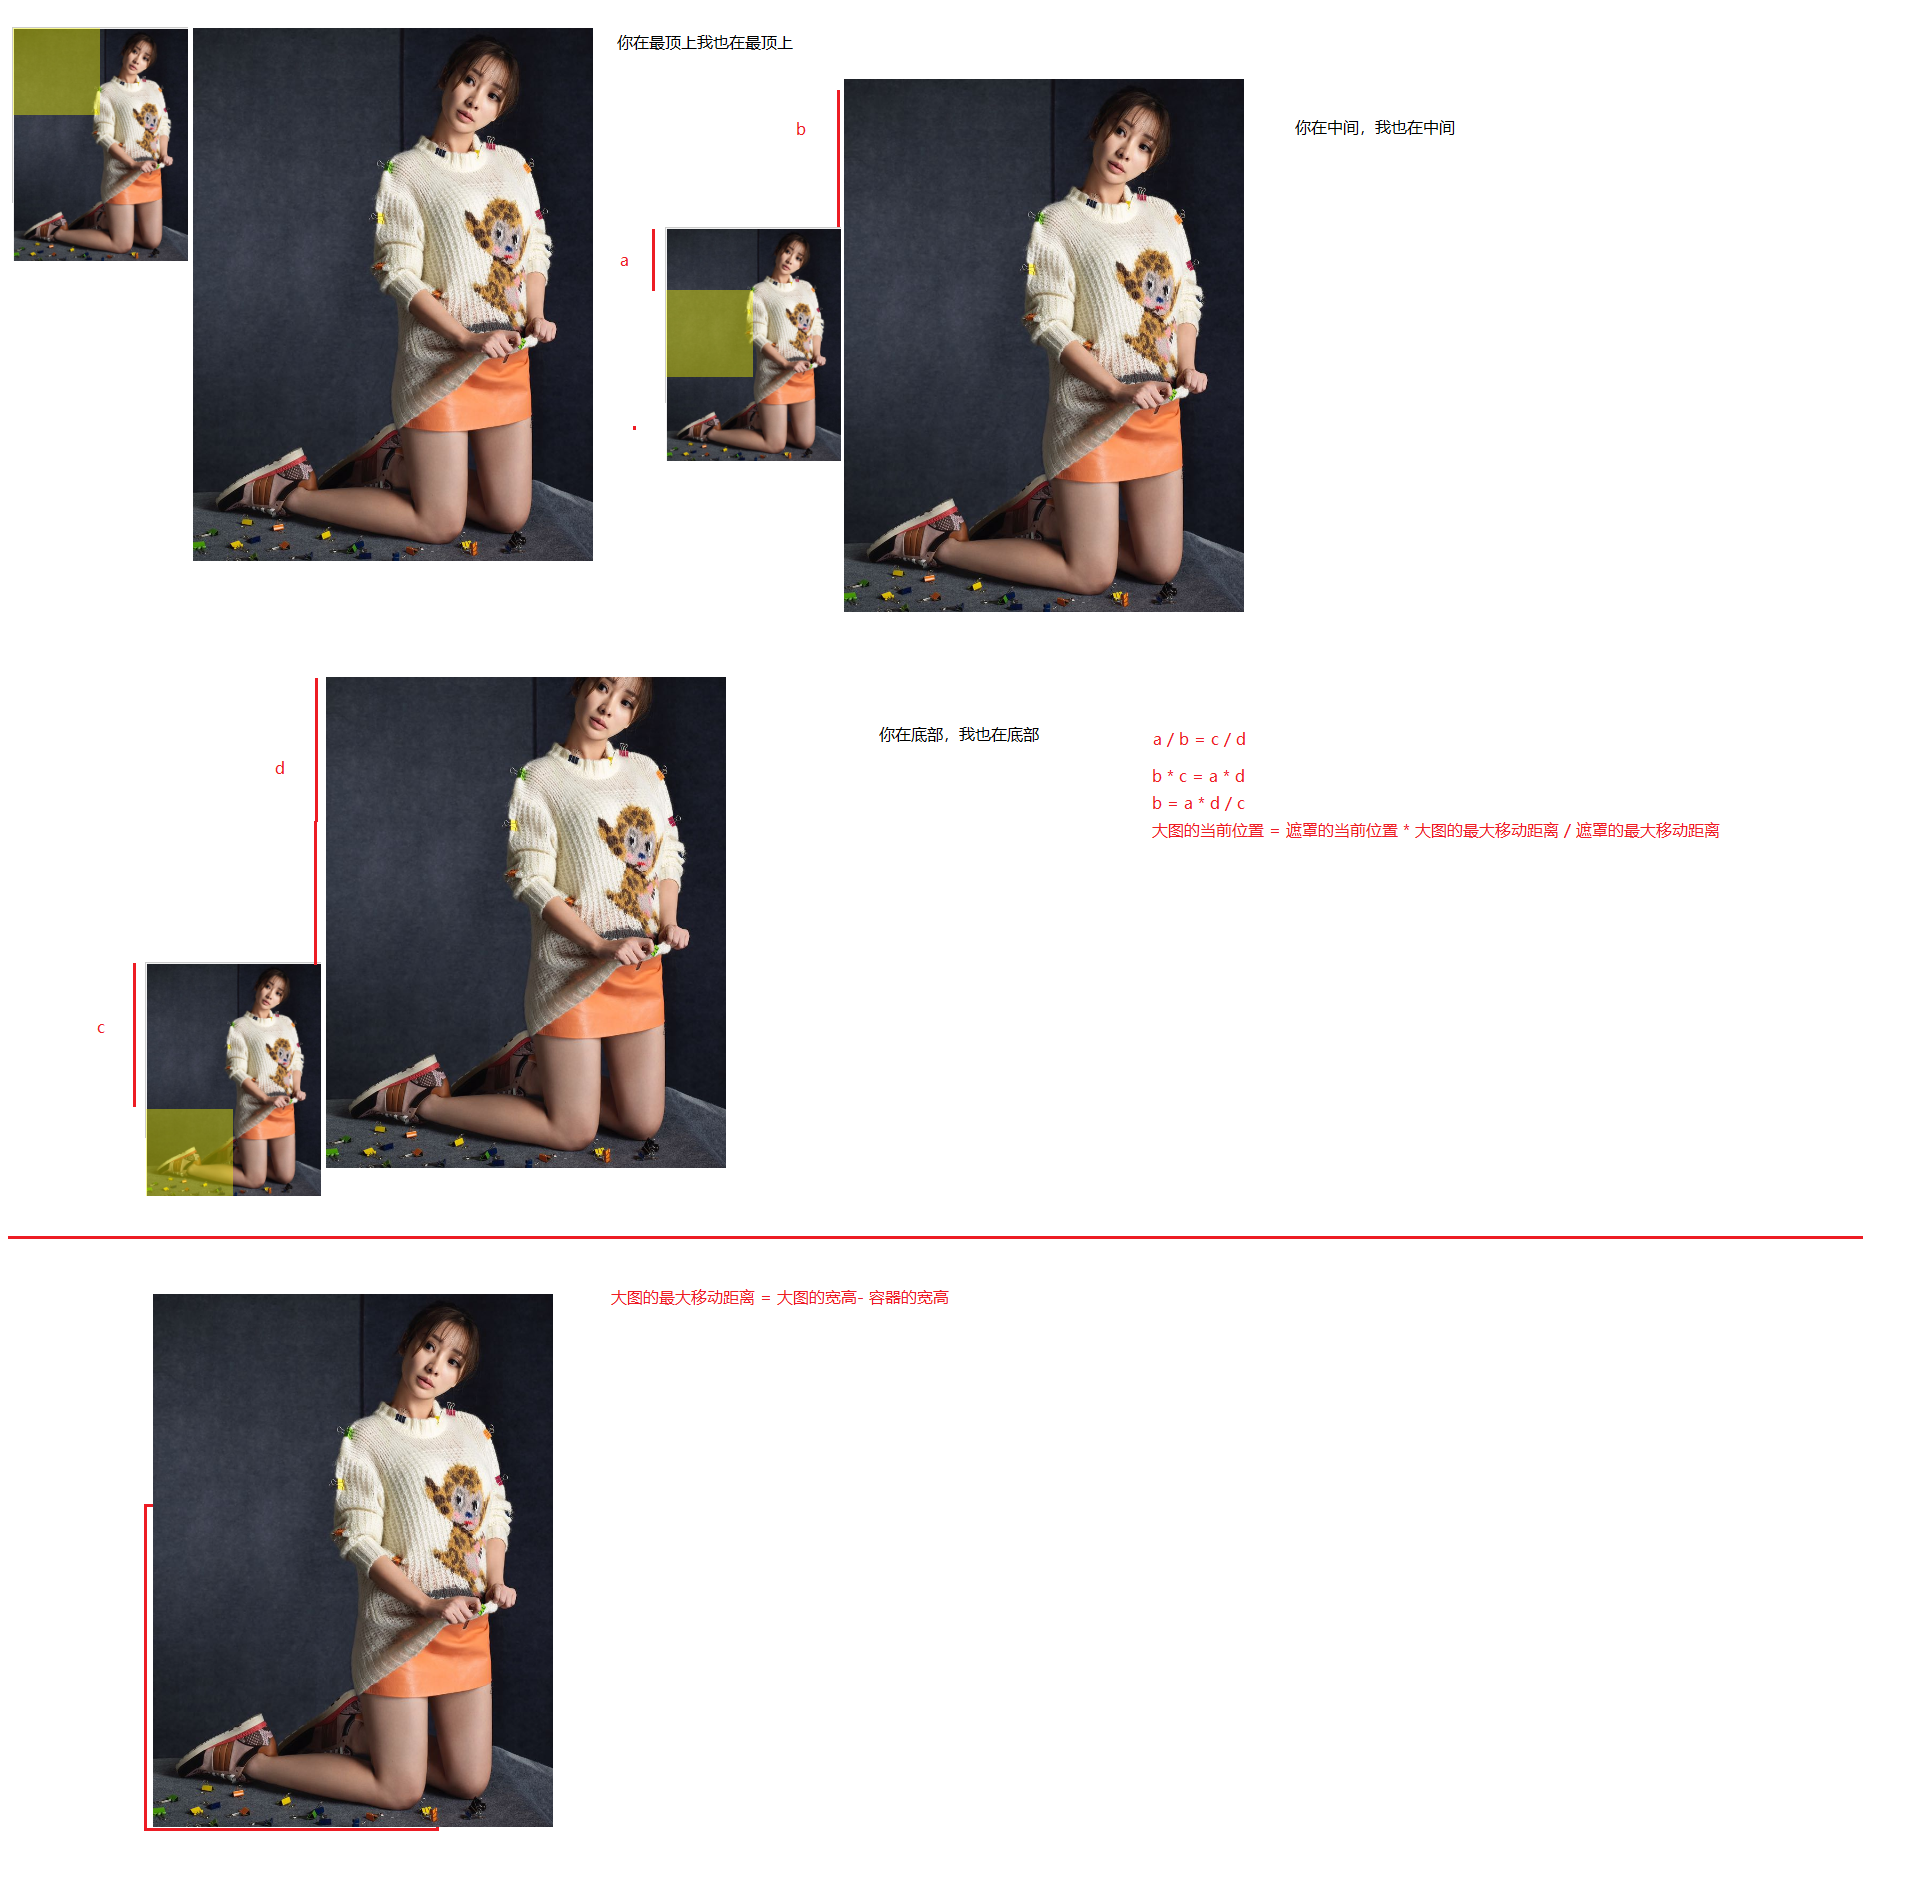 你在最顶上我也在最顶上
b
你在中间，我也在中间
a
d
你在底部，我也在底部
a / b = c / d
b * c = a * d
b = a * d / c
大图的当前位置 = 遮罩的当前位置 * 大图的最大移动距离 / 遮罩的最大移动距离
c
大图的最大移动距离 = 大图的宽高- 容器的宽高